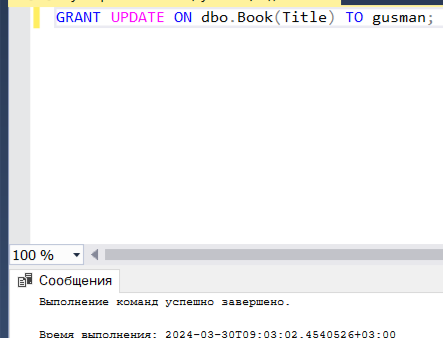 GRANT UPDATE ON dbo.Book(Title) TO gusman;
100 %
Сообщения
Выполнение команд успешно завершено.
Время выполнения: 2024-03-30T09:03:02.4540526+03:00